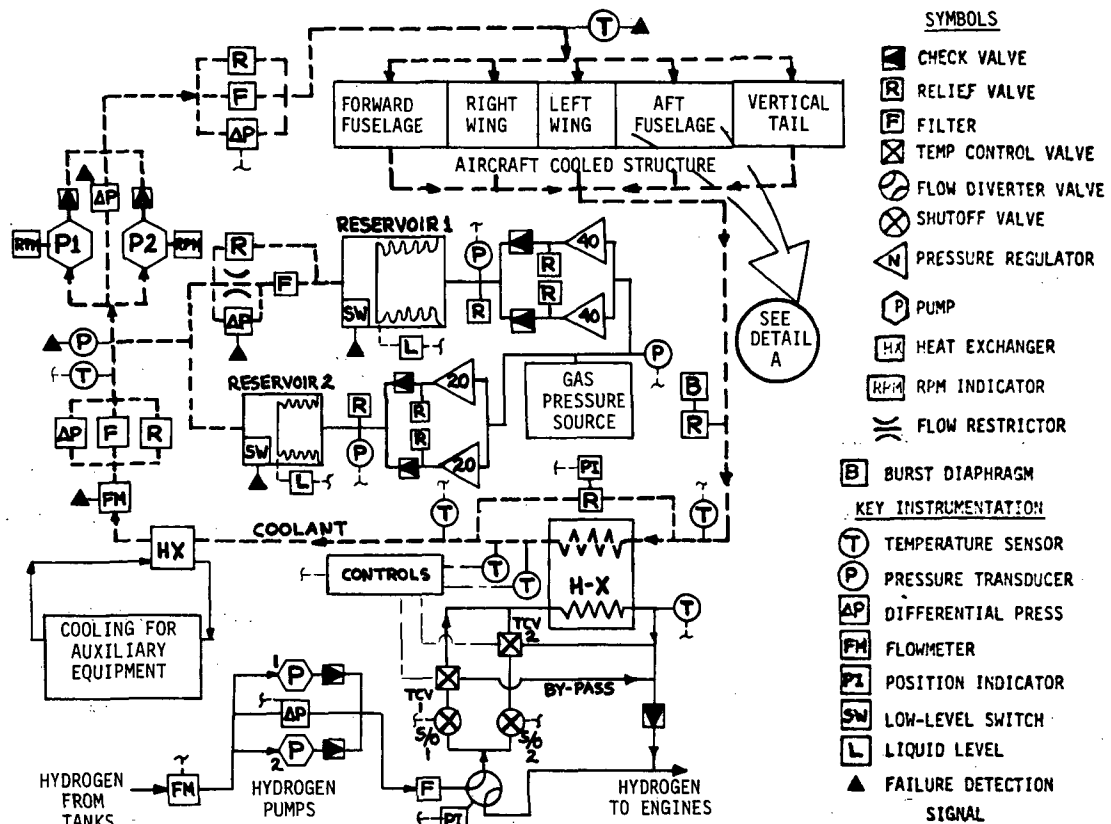 T
R
F
ΔP
FORWARD FUSELAGE
RIGHT WING
LEFT WING
AFT FUSELAGE
VERTICAL TAIL
AIRCRAFT COOLED STRUCTURE
ΔP
RPM
P1
P2
RPM
RESERVOIR 1
R
F
ΔP
SW
L
P
R
40
R
R
40
P
T
SEE
DETAIL
A
RESERVOIR 2
SW
L
R
P
20
R
R
20
GAS
PRESSURE
SOURCE
P
B
R
ΔP
F
R
FM
PI
R
T
T
COOLANT
HX
CONTROLS
T
T
H-X
T
COOLING FOR
AUXILIARY
EQUIPMENT
TCV
2
TCV
1
BY-PASS
S/O
1
S/O
2
1
P
ΔP
2
P
HYDROGEN
FROM
TANKS
FM
HYDROGEN
PUMPS
F
PI
HYDROGEN
TO ENGINES
SYMBOLS
CHECK VALVE
R RELIEF VALVE
F FILTER
TEMP CONTROL VALVE
FLOW DIVERTER VALVE
SHUTOFF VALVE
N PRESSURE REGULATOR
P PUMP
HX HEAT EXCHANGER
RPM RPM INDICATOR
FLOW RESTRICTOR
B BURST DIAPHRAGM
KEY INSTRUMENTATION
T TEMPERATURE SENSOR
P PRESSURE TRANSDUCER
ΔP DIFFERENTIAL PRESS
FM FLOWMETER
PI POSITION INDICATOR
SW LOW-LEVEL SWITCH
L LIQUID LEVEL
FAILURE DETECTION
SIGNAL